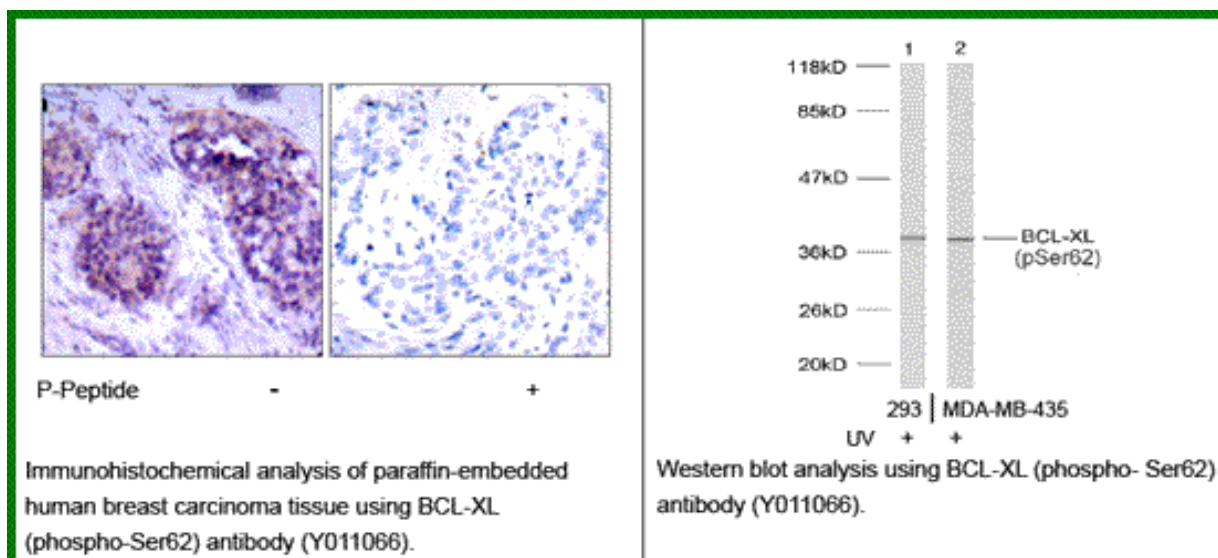 P-Peptide - +
Immunohistochemical analysis of paraffin-embedded
human breast carcinoma tissue using BCL-XL
(phospho-Ser62) antibody (Y011066).
1 2
118kD
85kD
47kD
BCL-XL
36kD
(pSer62)
26kD
20kD
293 | MDA-MB-435
UV + +
Western blot analysis using BCL-XL (phospho- Ser62)
antibody (Y011066).